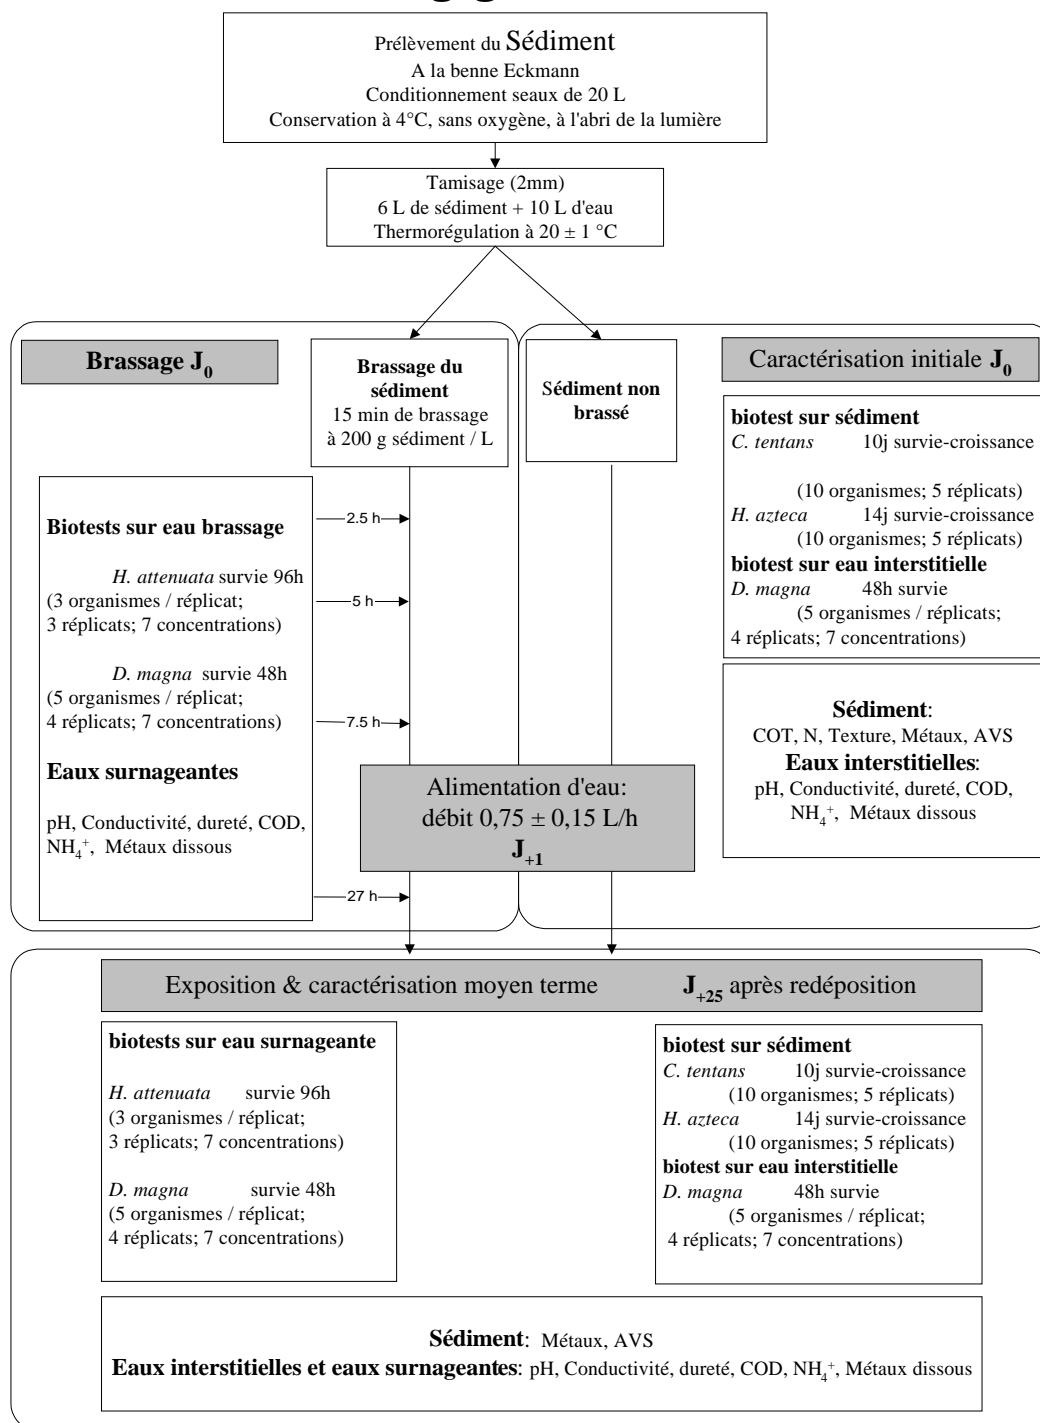 Prélèvement du Sédiment
A la benne Eckmann
Conditionnement seaux de 20 L
Conservation à 4°C, sans oxygène, à l'abri de la lumière
Tamisage (2mm)
6 L de sédiment + 10 L d'eau
Thermorégulation à 20 ± 1 °C
Brassage J0
Brassage du
sédiment
15 min de brassage
à 200 g sédiment / L
Sédiment non
brassé
Caractérisation initiale J0
biotest sur sédiment
C. tentans 10j survie-croissance
(10 organismes; 5 réplicats)
H. azteca 14j survie-croissance
(10 organismes; 5 réplicats)
biotest sur eau interstitielle
D. magna 48h survie
(5 organismes / réplicats;
4 réplicats; 7 concentrations)
Biotests sur eau brassage
H. attenuata survie 96h
(3 organismes / réplicat;
3 réplicats; 7 concentrations)
D. magna survie 48h
(5 organismes / réplicat;
4 réplicats; 7 concentrations)
Eaux surnageantes
pH, Conductivité, dureté, COD,
NH4+, Métaux dissous
2.5 h
5 h
7.5 h
27 h
Sédiment:
COT, N, Texture, Métaux, AVS
Eaux interstitielles:
pH, Conductivité, dureté, COD,
NH4+, Métaux dissous
Alimentation d'eau:
débit 0,75 ± 0,15 L/h
J+1
Exposition & caractérisation moyen terme J+25 après redéposition
biotests sur eau surnageante
H. attenuata survie 96h
(3 organismes / réplicat;
3 réplicats; 7 concentrations)
D. magna survie 48h
(5 organismes / réplicat;
4 réplicats; 7 concentrations)
biotest sur sédiment
C. tentans 10j survie-croissance
(10 organismes; 5 réplicats)
H. azteca 14j survie-croissance
(10 organismes; 5 réplicats)
biotest sur eau interstitielle
D. magna 48h survie
(5 organismes / réplicat;
4 réplicats; 7 concentrations)
Sédiment: Métaux, AVS
Eaux interstitielles et eaux surnageantes: pH, Conductivité, dureté, COD, NH4+, Métaux dissous